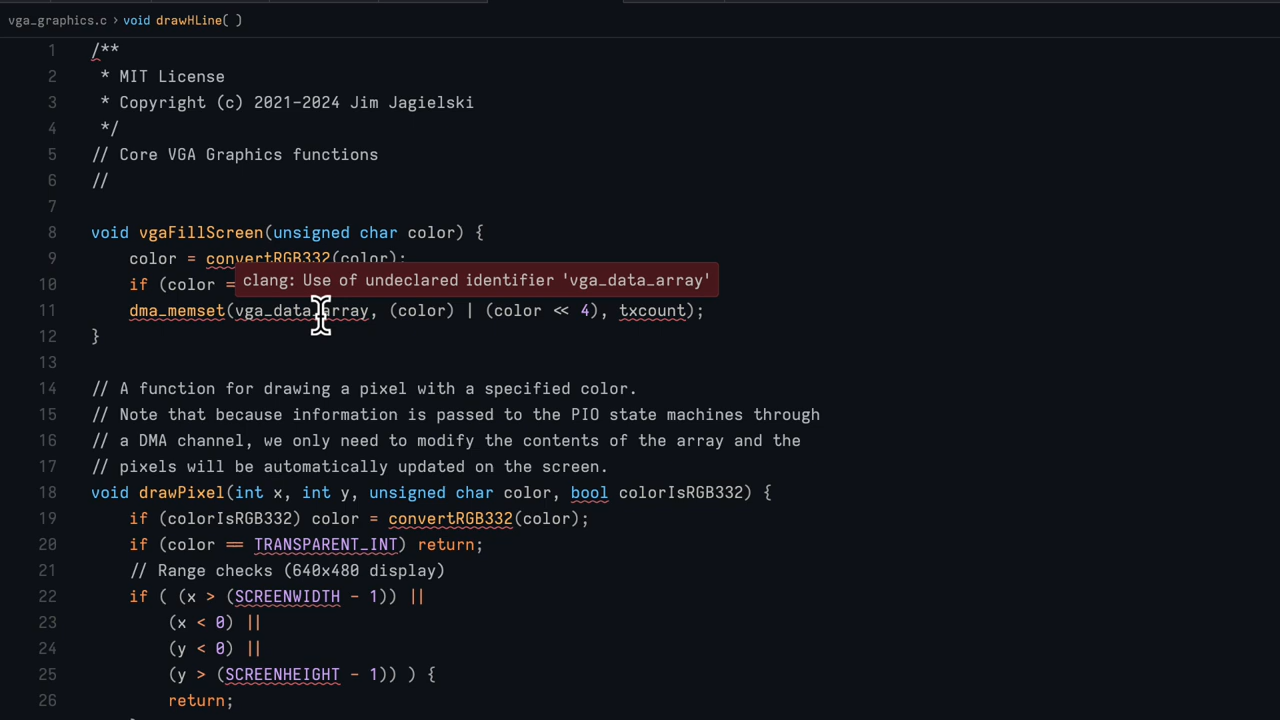 vga_graphics.c › void drawHLine( )
1 /**
2 * MIT License
3 * Copyright (c) 2021-2024 Jim Jagielski
4 */
5 // Core VGA Graphics functions
6 //
7
8 void vgaFillScreen(unsigned char color) {
9 color = convertRGB332(color);
clang: Use of undeclared identifier 'vga_data_array'
10 if (color =
11 dma_memset(vga_data_array, (color) | (color << 4), txcount);
12 }
13
14 // A function for drawing a pixel with a specified color.
15 // Note that because information is passed to the PIO state machines through
16 // a DMA channel, we only need to modify the contents of the array and the
17 // pixels will be automatically updated on the screen.
18 void drawPixel(int x, int y, unsigned char color, bool colorIsRGB332) {
19 if (colorIsRGB332) color = convertRGB332(color);
20 if (color == TRANSPARENT_INT) return;
21 // Range checks (640x480 display)
22 if ( (x > (SCREENWIDTH - 1)) ||
23 (x < 0) ||
24 (y < 0) ||
25 (y > (SCREENHEIGHT - 1)) ) {
26 return;